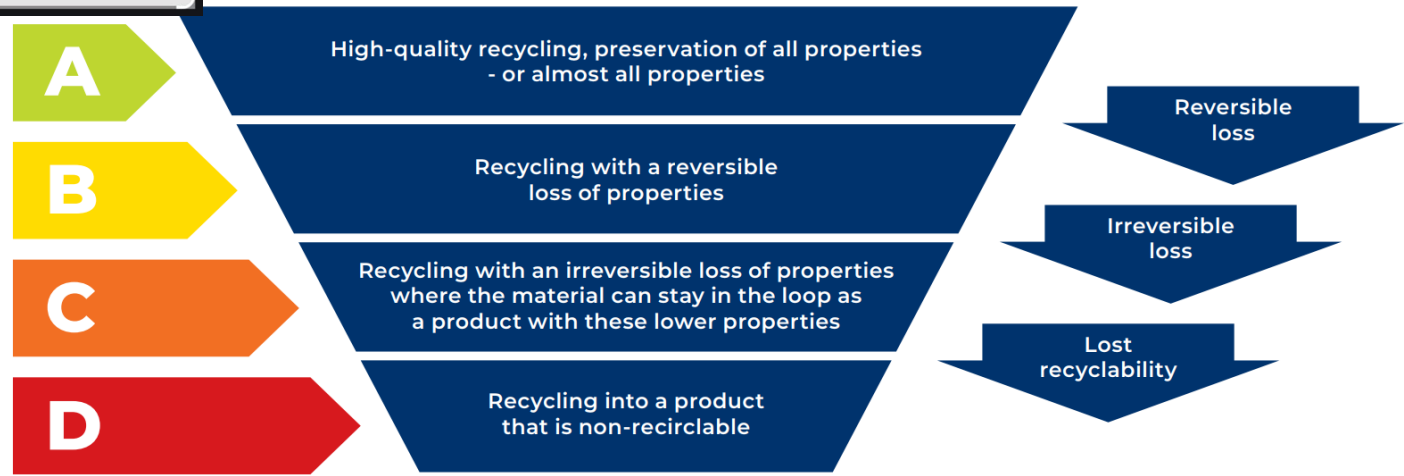 A
High-quality recycling, preservation of all properties
- or almost all properties
Reversible
loss
B
Recycling with a reversible
loss of properties
Irreversible
loss
C
Recycling with an irreversible loss of properties
where the material can stay in the loop as
a product with these lower properties
Lost
recyclability
D
Recycling into a product
that is non-recirclable